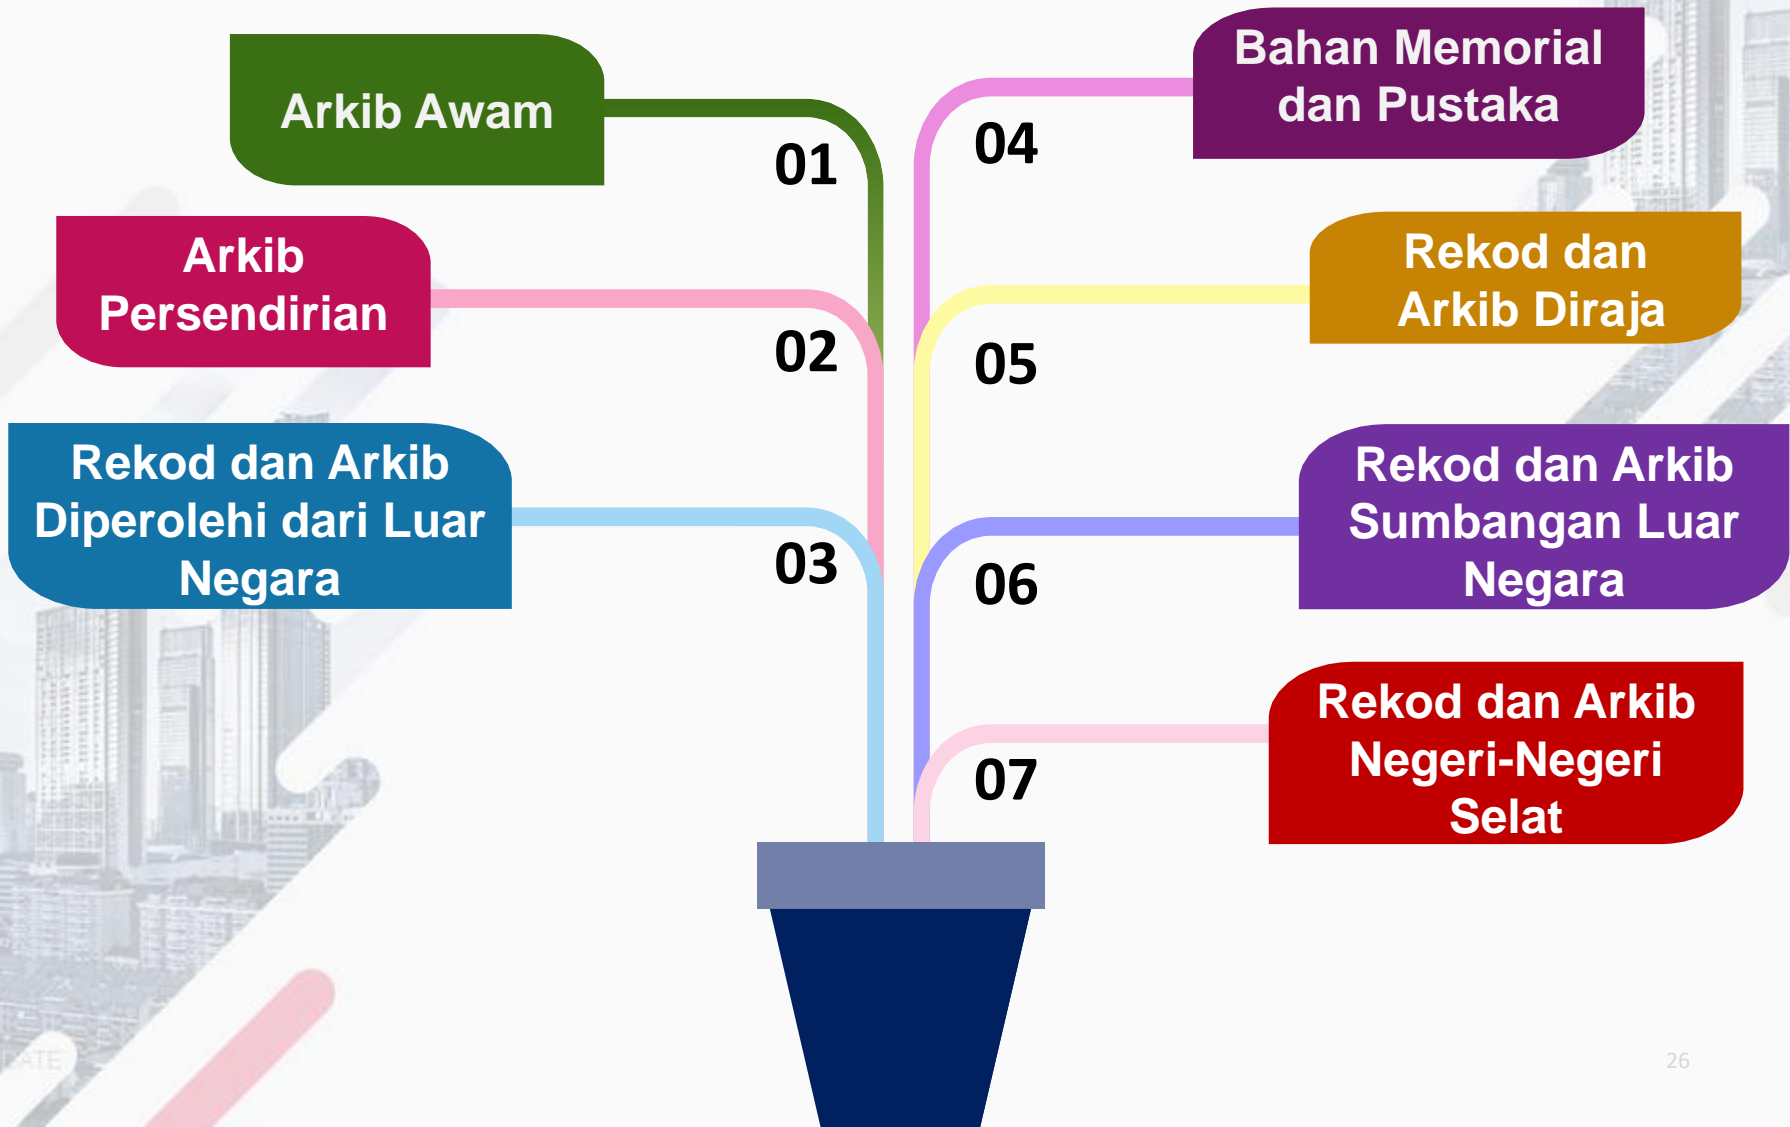 Arkib Awam
01
Arkib
Persendirian
02
Rekod dan Arkib
Diperolehi dari Luar
Negara
03
Bahan Memorial
dan Pustaka
04
Rekod dan
Arkib Diraja
05
Rekod dan Arkib
Sumbangan Luar
Negara
06
Rekod dan Arkib
Negeri-Negeri
Selat
07
26